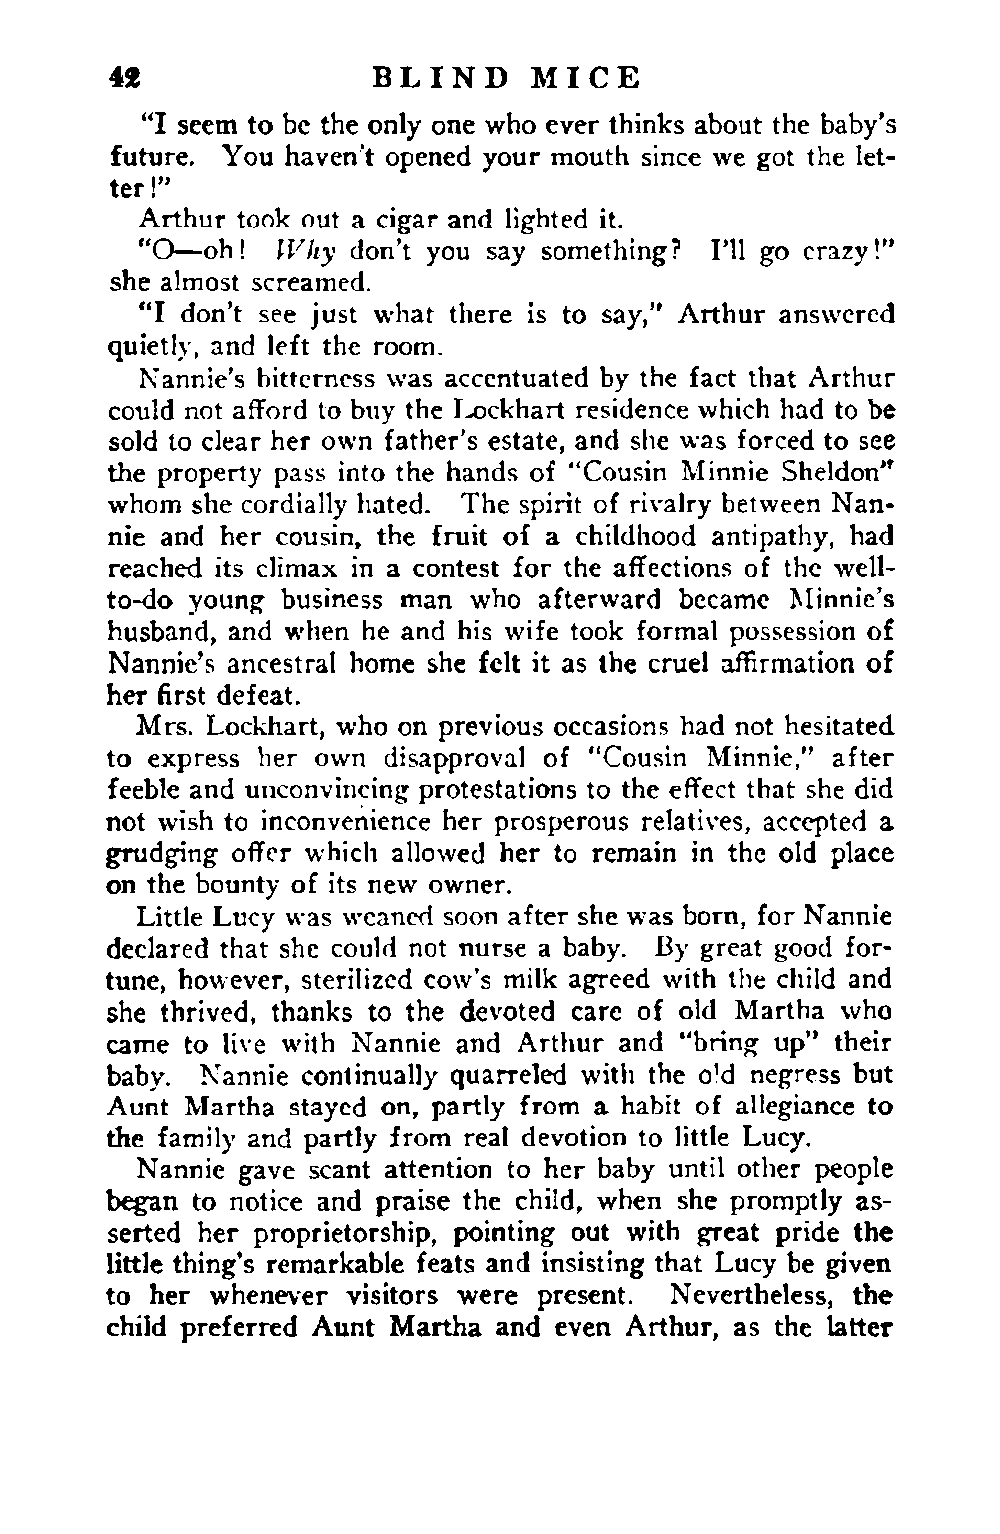 42 BLIND MICE
“I seem to be the only one who ever thinks about the baby’s
future. You haven’t opened your mouth since we got the let-
ter!”
Arthur took out a cigar and lighted it.
“O—oh! Why don’t you say something? I’ll go crazy!”
she almost screamed.
“I don’t see just what there is to say,” Arthur answered
quietly, and left the room.
Nannie’s bitterness was accentuated by the fact that Arthur
could not afford to buy the Lockhart residence which had to be
sold to clear her own father’s estate, and she was forced to see
the property pass into the hands of “Cousin Minnie Sheldon”
whom she cordially hated. The spirit of rivalry between Nan-
nie and her cousin, the fruit of a childhood antipathy, had
reached its climax in a contest for the affections of the well-
to-do young business man who afterward became Minnie’s
husband, and when he and his wife took formal possession of
Nannie’s ancestral home she felt it as the cruel affirmation of
her first defeat.
Mrs. Lockhart, who on previous occasions had not hesitated
to express her own disapproval of “Cousin Minnie,” after
feeble and unconvincing protestations to the effect that she did
not wish to inconvenience her prosperous relatives, accepted a
grudging offer which allowed her to remain in the old place
on the bounty of its new owner.
Little Lucy was weaned soon after she was born, for Nannie
declared that she could not nurse a baby. By great good for-
tune, however, sterilized cow’s milk agreed with the child and
she thrived, thanks to the devoted care of old Martha who
came to live with Nannie and Arthur and “bring up” their
baby. Nannie continually quarreled with the old negress but
Aunt Martha stayed on, partly from a habit of allegiance to
the family and partly from real devotion to little Lucy.
Nannie gave scant attention to her baby until other people
began to notice and praise the child, when she promptly as-
serted her proprietorship, pointing out with great pride the
little thing’s remarkable feats and insisting that Lucy be given
to her whenever visitors were present. Nevertheless, the
child preferred Aunt Martha and even Arthur, as the latter